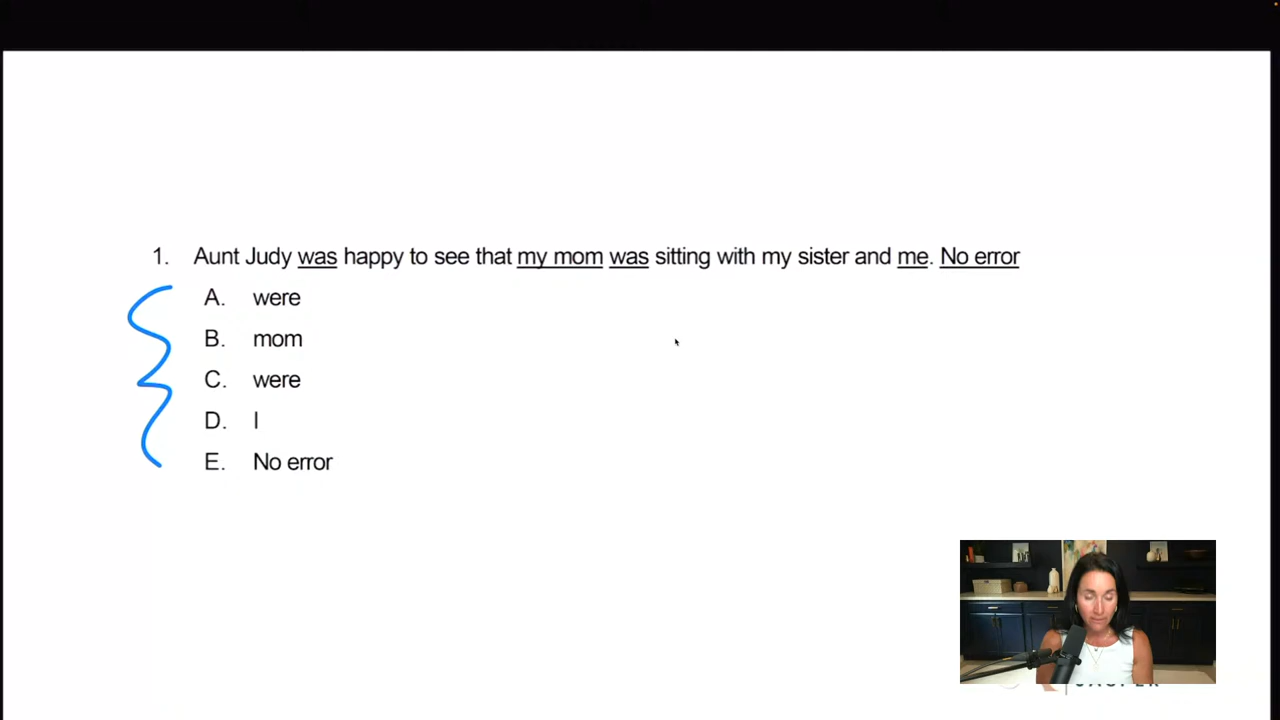 1. Aunt Judy was happy to see that my mom was sitting with my sister and me. No error
A. were
B. mom
C. were
D. I
E. No error